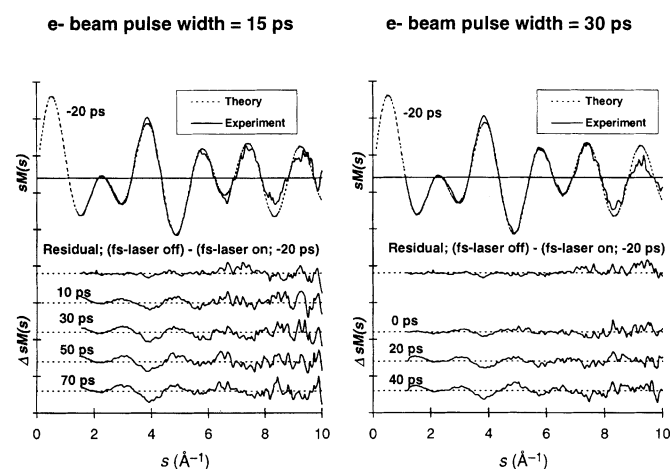 e- beam pulse width = 15 ps
e- beam pulse width = 30 ps
-20 ps
Theory
Experiment
sM(s)
Residual; (fs-laser off) - (fs-laser on; -20 ps)
10 ps
30 ps
50 ps
70 ps
Δ sM(s)
0 2 4 6 8 10
s (Å⁻¹)
-20 ps
Theory
Experiment
sM(s)
Residual; (fs-laser off) - (fs-laser on; -20 ps)
0 ps
20 ps
40 ps
Δ sM(s)
0 2 4 6 8 10
s (Å⁻¹)